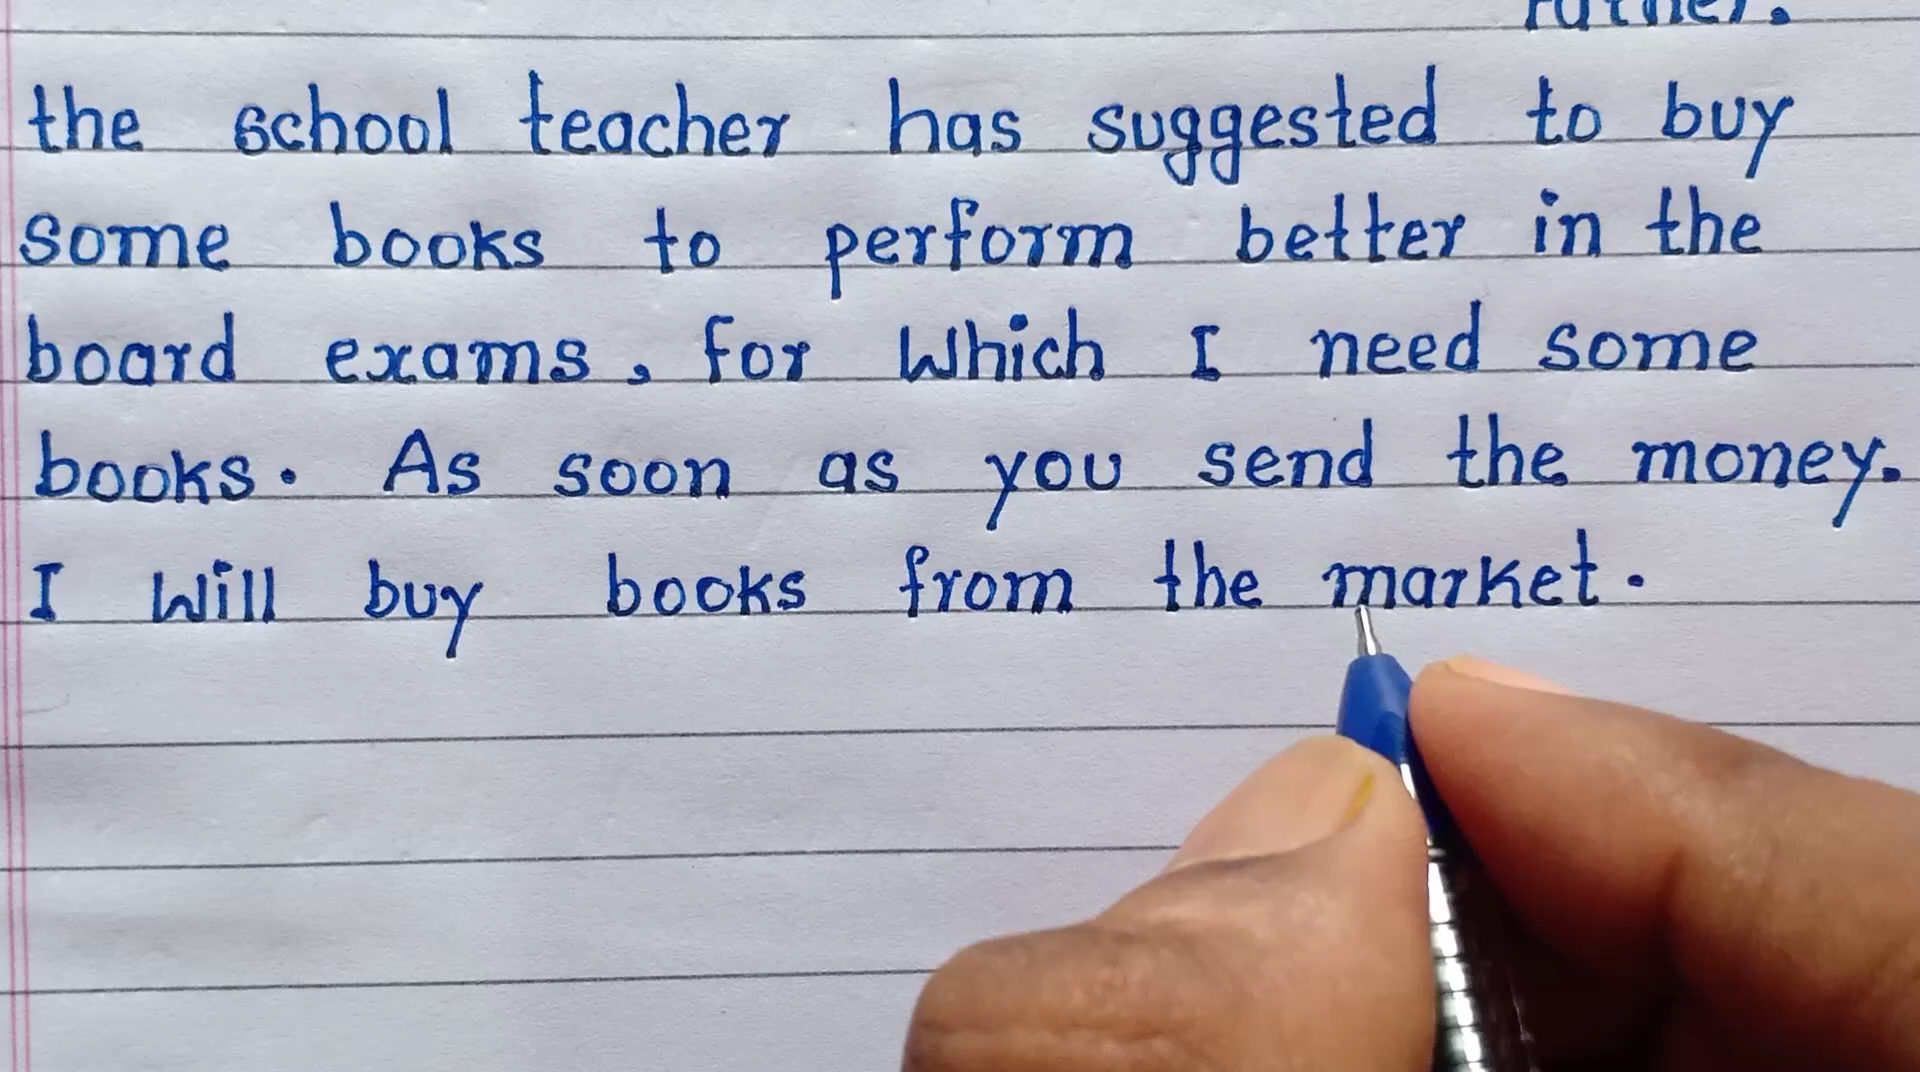 the school teacher has suggested to buy
some books to perform better in the
board exams, for which I need some
books. As soon as you send the money.
I will buy books from the market.